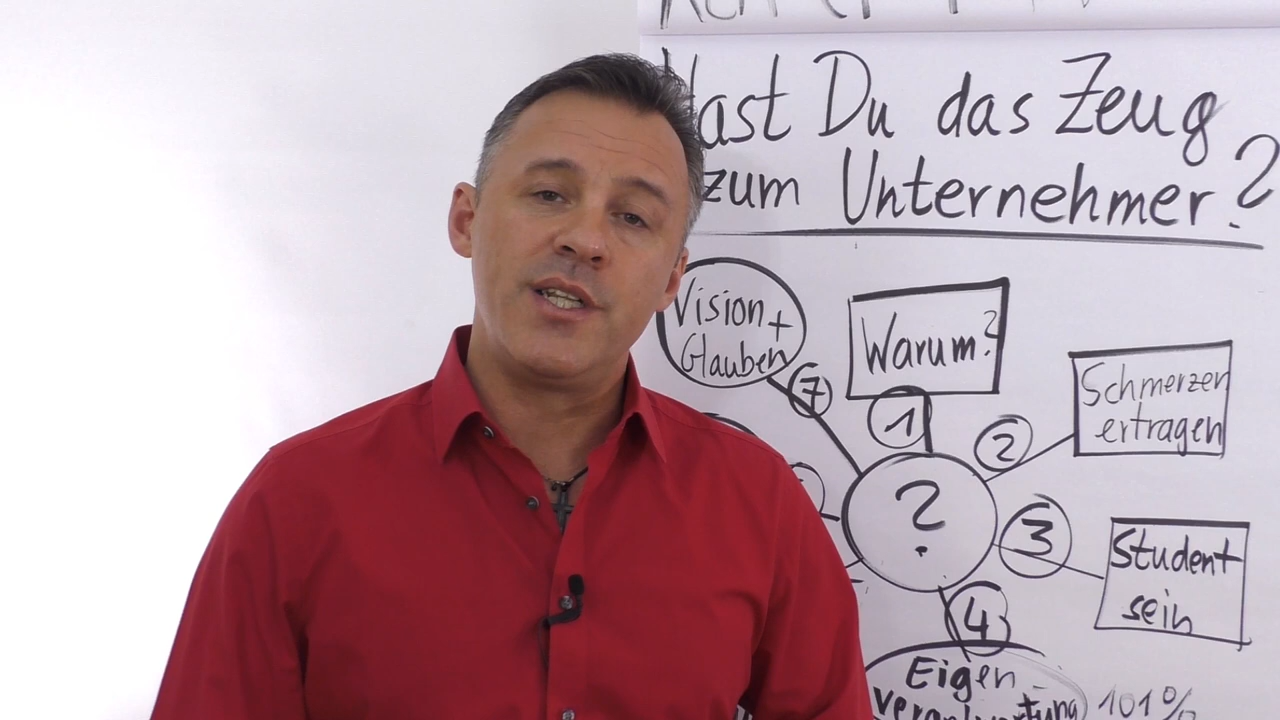 Hast Du das Zeug
zum Unternehmer?
Vision +
Glauben
7
Warum?
1
2
Schmerzen
ertragen
?
3
Student
sein
4
Eigen
verantwortung
101%